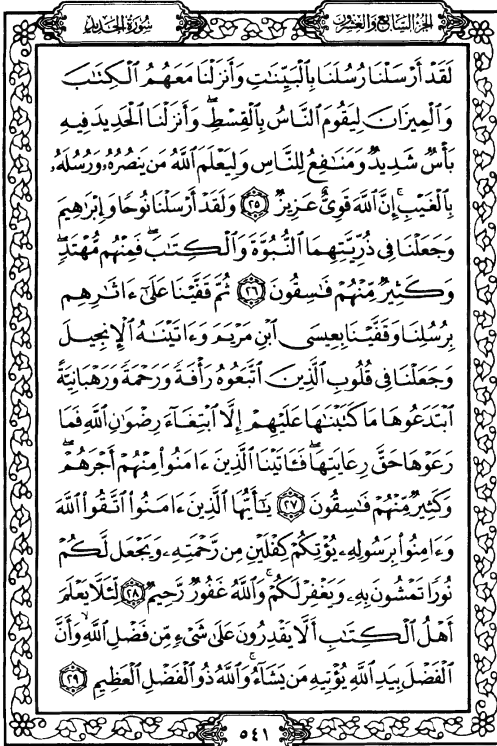 الجزء السابع والعشرون
سورة الحديد
لَقَدْ أَرْسَلْنَا رُسُلَنَا بِالْبَيِّنَٰتِ وَأَنزَلْنَا مَعَهُمُ الْكِتَٰبَ
وَالْمِيزَانَ لِيَقُومَ النَّاسُ بِالْقِسْطِ ۖ وَأَنزَلْنَا الْحَدِيدَ فِيهِ
بَأْسٌ شَدِيدٌ وَمَنَٰفِعُ لِلنَّاسِ وَلِيَعْلَمَ اللَّهُ مَن يَنصُرُهُۥ وَرُسُلَهُۥ
بِالْغَيْبِ ۚ إِنَّ اللَّهَ قَوِيٌّ عَزِيزٌ ٢٥ وَلَقَدْ أَرْسَلْنَا نُوحًا وَإِبْرَٰهِيمَ
وَجَعَلْنَا فِي ذُرِّيَّتِهِمَا النُّبُوَّةَ وَالْكِتَٰبَ ۖ فَمِنْهُم مُّهْتَدٍ ۖ
وَكَثِيرٌ مِّنْهُمْ فَٰسِقُونَ ٢٦ ثُمَّ قَفَّيْنَا عَلَىٰٓ ءَاثَٰرِهِم
بِرُسُلِنَا وَقَفَّيْنَا بِعِيسَى ابْنِ مَرْيَمَ وَءَاتَيْنَٰهُ الْإِنجِيلَ
وَجَعَلْنَا فِي قُلُوبِ الَّذِينَ اتَّبَعُوهُ رَأْفَةً وَرَحْمَةً وَرَهْبَانِيَّةً
ابْتَدَعُوهَا مَا كَتَبْنَٰهَا عَلَيْهِمْ إِلَّا ابْتِغَآءَ رِضْوَٰنِ اللَّهِ فَمَا
رَعَوْهَا حَقَّ رِعَايَتِهَا ۖ فَـَٔاتَيْنَا الَّذِينَ ءَامَنُوا مِنْهُمْ أَجْرَهُمْ ۖ
وَكَثِيرٌ مِّنْهُمْ فَٰسِقُونَ ٢٧ يَٰٓأَيُّهَا الَّذِينَ ءَامَنُوا اتَّقُوا اللَّهَ
وَءَامِنُوا بِرَسُولِهِۦ يُؤْتِكُمْ كِفْلَيْنِ مِن رَّحْمَتِهِۦ وَيَجْعَل لَّكُمْ
نُورًا تَمْشُونَ بِهِۦ وَيَغْفِرْ لَكُمْ ۚ وَاللَّهُ غَفُورٌ رَّحِيمٌ ٢٨ لِّئَلَّا يَعْلَمَ
أَهْلُ الْكِتَٰبِ أَلَّا يَقْدِرُونَ عَلَىٰ شَيْءٍ مِّن فَضْلِ اللَّهِ ۙ وَأَنَّ
الْفَضْلَ بِيَدِ اللَّهِ يُؤْتِيهِ مَن يَشَآءُ ۚ وَاللَّهُ ذُو الْفَضْلِ الْعَظِيمِ ٢٩
٥٤١